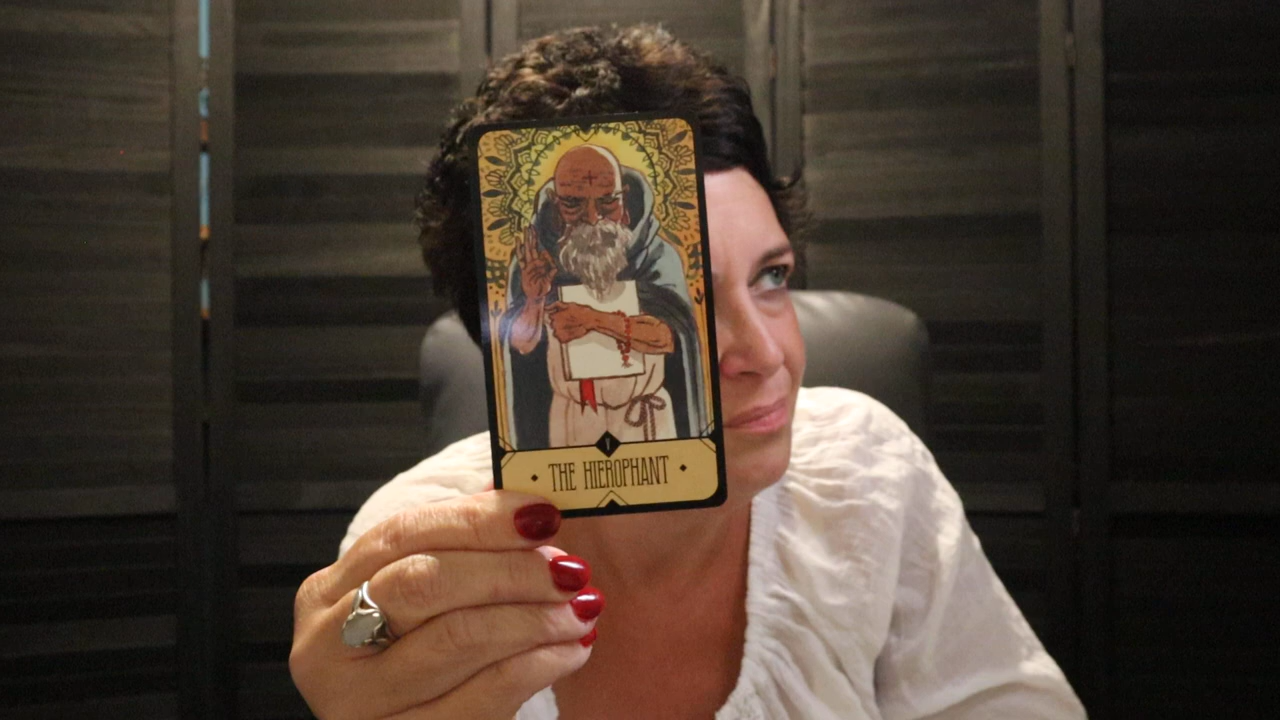 V
• THE HIEROPHANT •